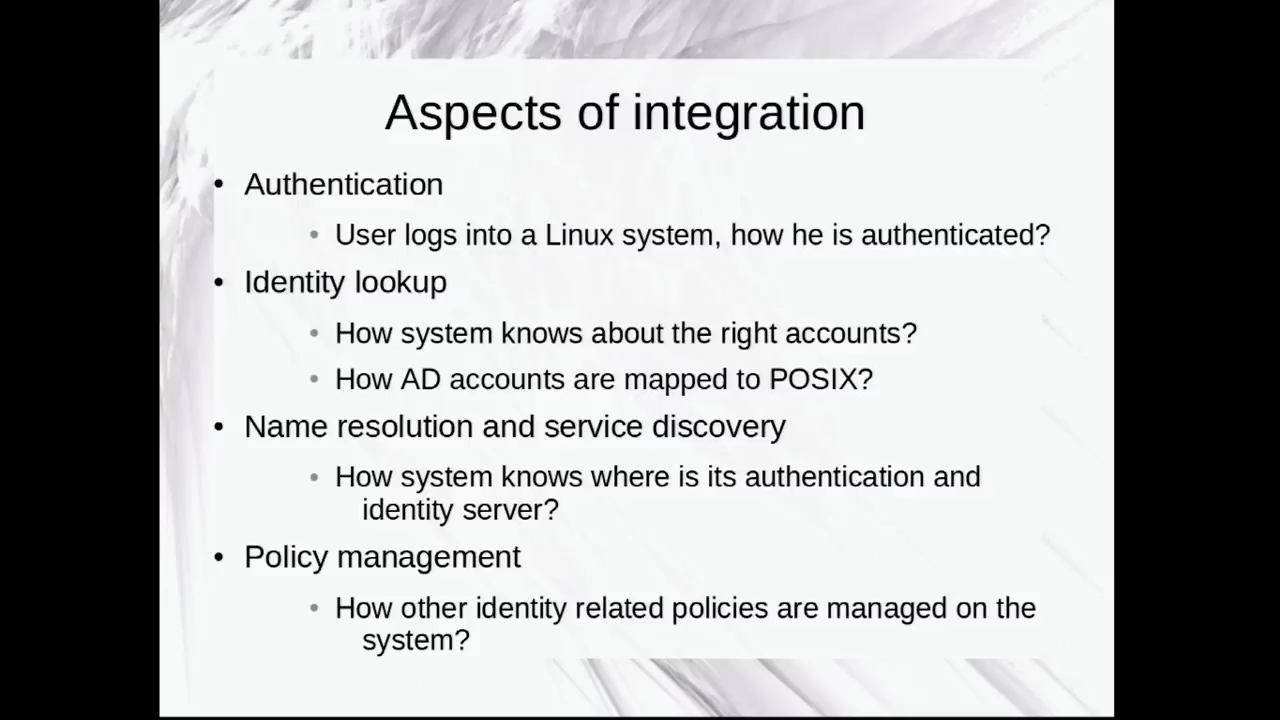 Aspects of integration
• Authentication
• User logs into a Linux system, how he is authenticated?
• Identity lookup
• How system knows about the right accounts?
• How AD accounts are mapped to POSIX?
• Name resolution and service discovery
• How system knows where is its authentication and
identity server?
• Policy management
• How other identity related policies are managed on the
system?